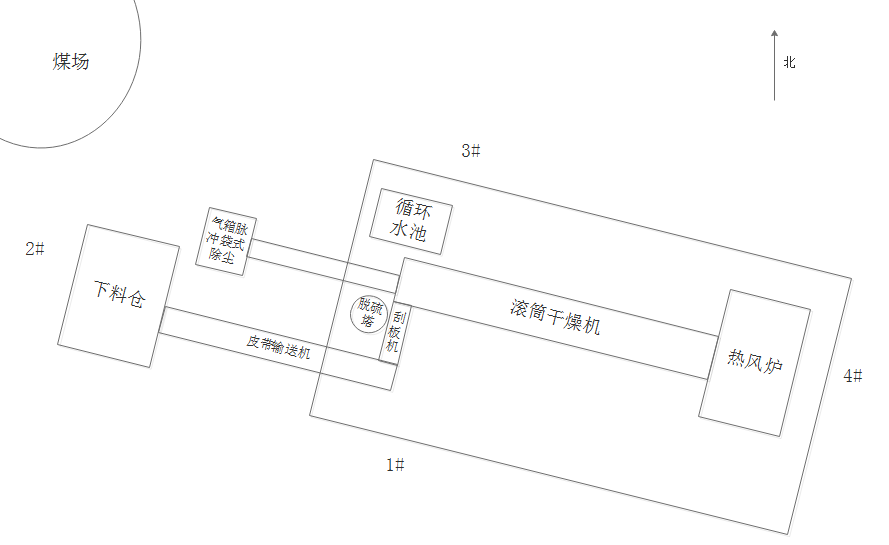 煤场
北
3#
循环
水池
气箱脉
冲袋式
除尘
2#
下料仓
脱硫
塔
刮
板
机
滚筒干燥机
皮带输送机
热风炉
4#
1#